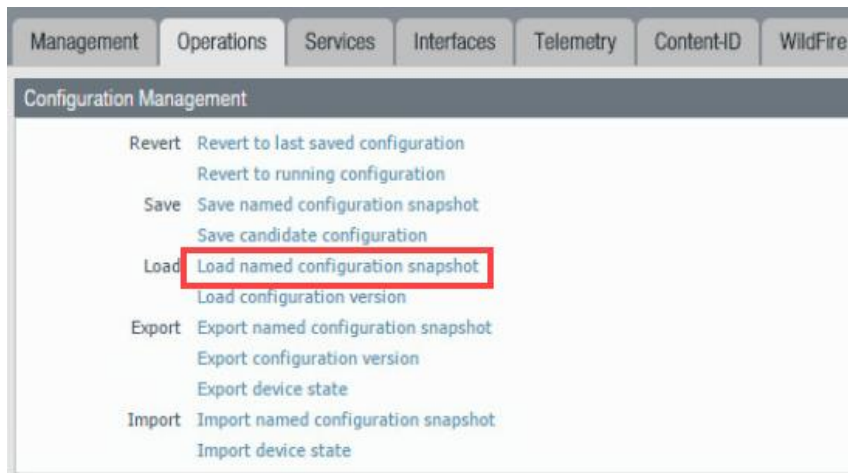 Management Operations Services Interfaces Telemetry Content-ID WildFire
Configuration Management
Revert Revert to last saved configuration
Revert to running configuration
Save Save named configuration snapshot
Save candidate configuration
Load Load named configuration snapshot
Load configuration version
Export Export named configuration snapshot
Export configuration version
Export device state
Import Import named configuration snapshot
Import device state